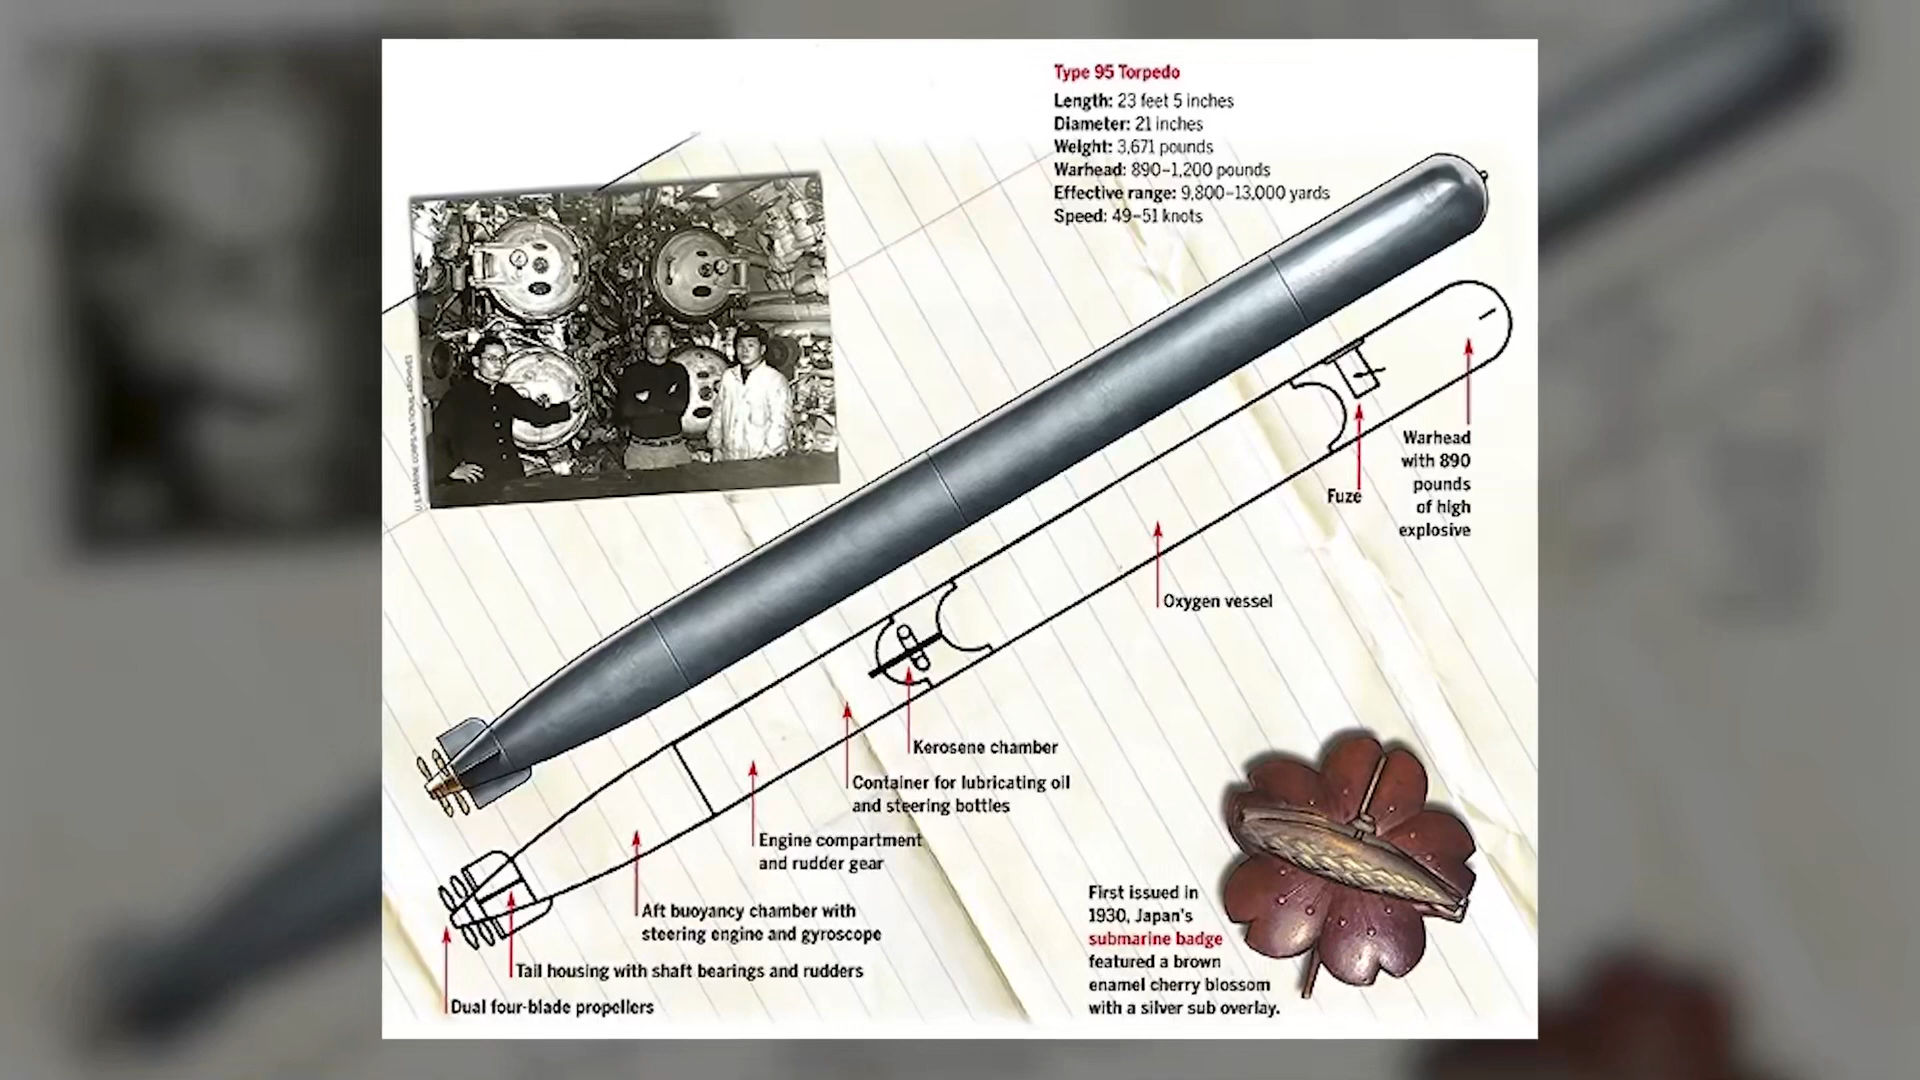 Type 95 Torpedo
Length: 23 feet 5 inches
Diameter: 21 inches
Weight: 3,671 pounds
Warhead: 890–1,200 pounds
Effective range: 9,800–13,000 yards
Speed: 49–51 knots
U.S. MARINE CORPS/NATIONAL ARCHIVES
Warhead
with 890
pounds
of high
explosive
Fuze
Oxygen vessel
Kerosene chamber
Container for lubricating oil
and steering bottles
Engine compartment
and rudder gear
Aft buoyancy chamber with
steering engine and gyroscope
Tail housing with shaft bearings and rudders
Dual four-blade propellers
First issued in
1930, Japan's
submarine badge
featured a brown
enamel cherry blossom
with a silver sub overlay.